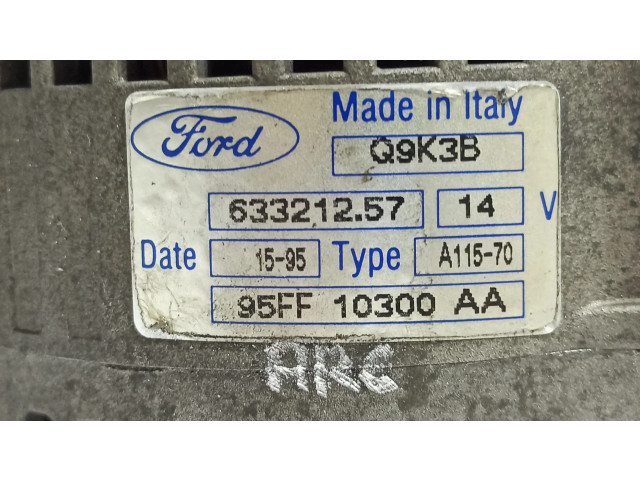 Ford
Made in Italy
Q9K3B
633212.57 14 V
Date 15-95 Type A115-70
95FF 10300 AA
ARC